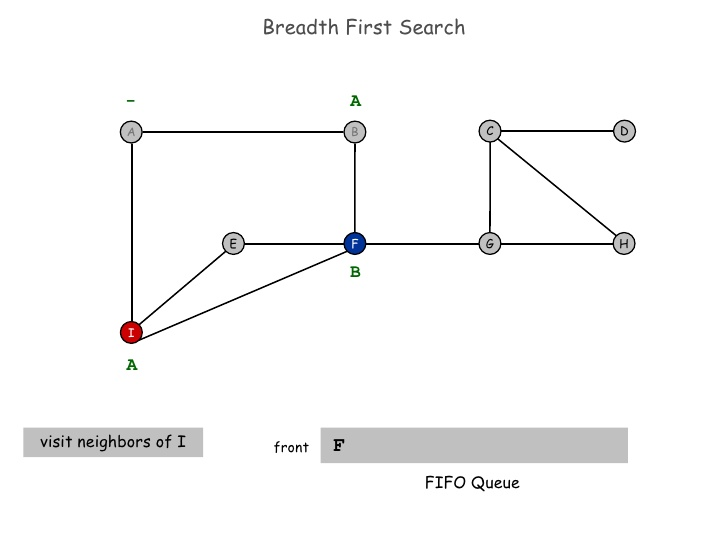 Breadth First Search
- A
A B C D
E F G H
B
I
A
visit neighbors of I
front F
FIFO Queue